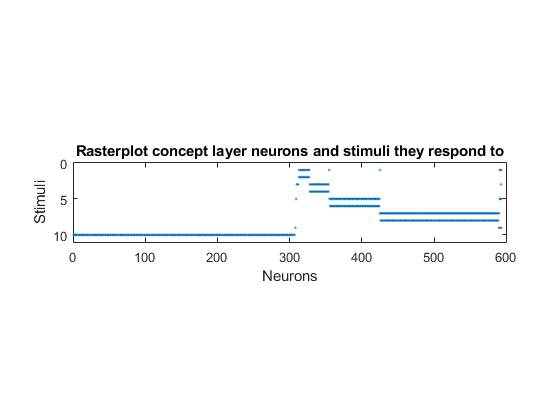 Rasterplot concept layer neurons and stimuli they respond to
Stimuli
0
5
10
0 100 200 300 400 500 600
Neurons